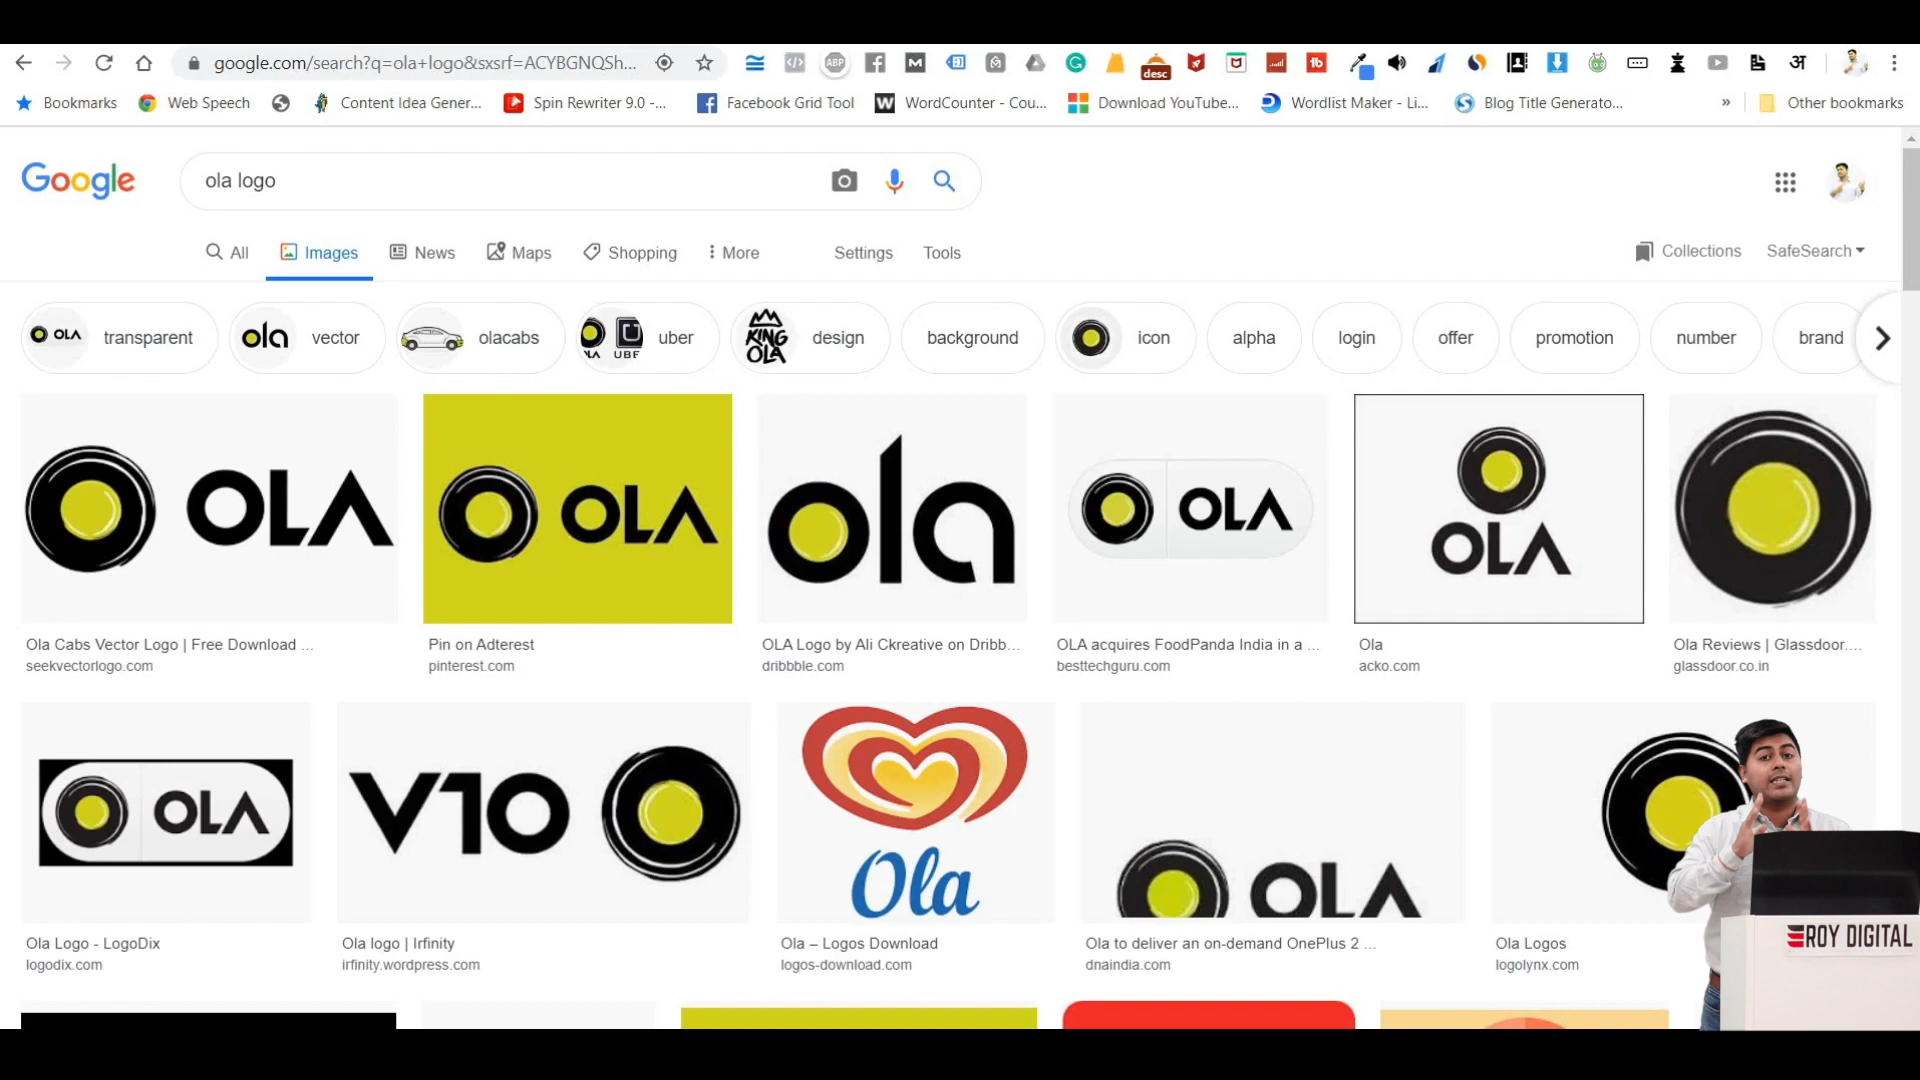 google.com/search?q=ola+logo&sxsrf=ACYBGNQSh...
desc
Bookmarks
Web Speech
Content Idea Gener...
Spin Rewriter 9.0 -...
Facebook Grid Tool
WordCounter - Cou...
Download YouTube...
Wordlist Maker - Li...
Blog Title Generato...
»
Other bookmarks
Google
ola logo
All
Images
News
Maps
Shopping
More
Settings
Tools
Collections
SafeSearch
OLA
transparent
ola
vector
olacabs
UBE
uber
KING OLA
design
background
icon
alpha
login
offer
promotion
number
brand
OLA
OLA
ola
OLA
OLA
Ola Cabs Vector Logo | Free Download ...
seekvectorlogo.com
Pin on Adterest
pinterest.com
OLA Logo by Ali Ckreative on Dribb...
dribbble.com
OLA acquires FoodPanda India in a ...
besttechguru.com
Ola
acko.com
Ola Reviews | Glassdoor....
glassdoor.co.in
OLA
V10
Ola
OLA
ROY DIGITAL
Ola Logo - LogoDix
logodix.com
Ola logo | Irfinity
irfinity.wordpress.com
Ola – Logos Download
logos-download.com
Ola to deliver an on-demand OnePlus 2 ...
dnaindia.com
Ola Logos
logolynx.com